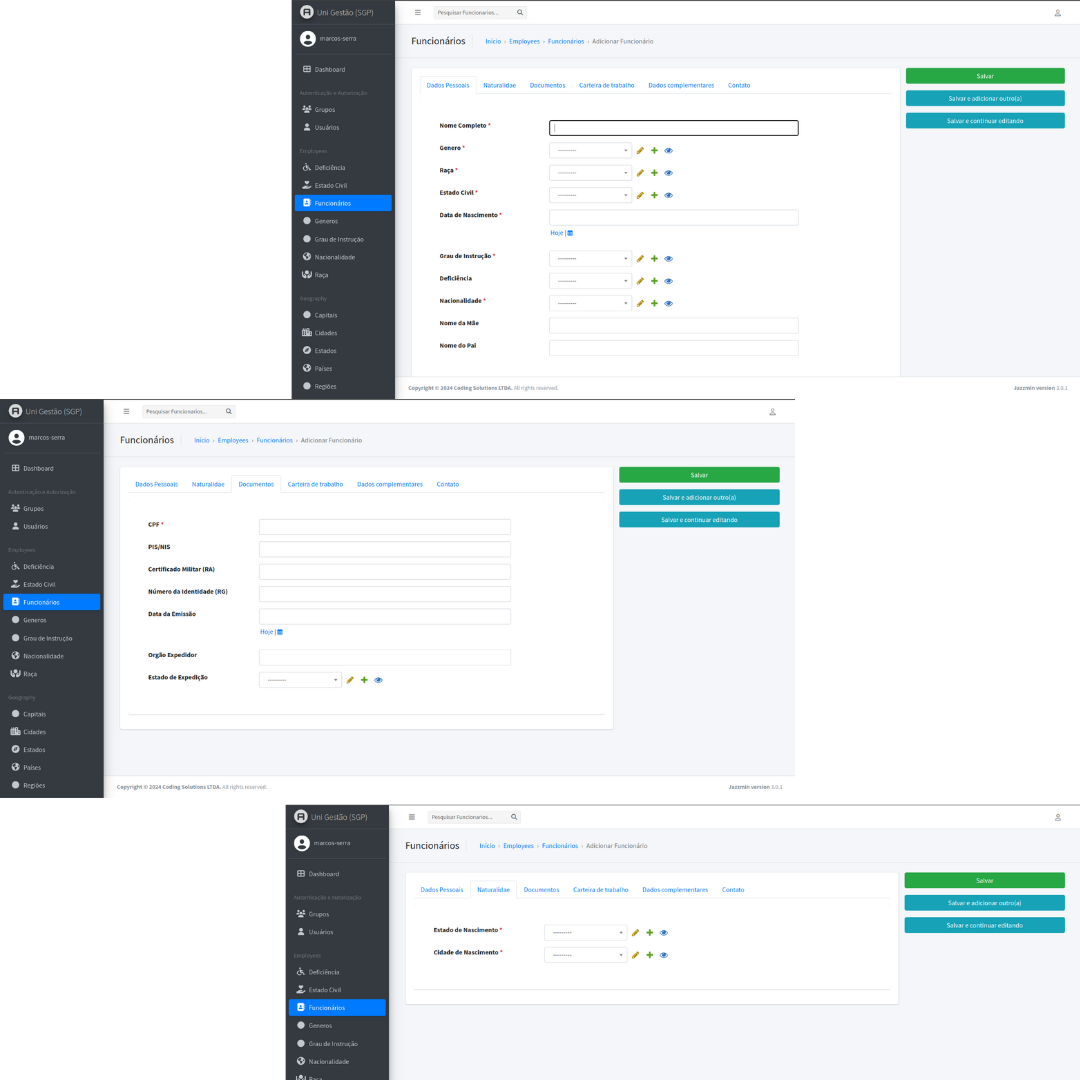 Uni Gestão (SGP)
marcos-serra
Dashboard
Autenticação e Autorização
Grupos
Usuários
Employees
Deficiência
Estado Civil
Funcionários
Generos
Grau de Instrução
Nacionalidade
Raça
Geography
Capitais
Cidades
Estados
Países
Regiões
Pesquisar Funcionarios...
Funcionários
Início › Employees › Funcionários › Adicionar Funcionário
Dados Pessoais Naturalidae Documentos Carteira de trabalho Dados complementares Contato
Nome Completo *
Genero * ---------
Raça * ---------
Estado Civil * ---------
Data de Nascimento *
Hoje |
Grau de Instrução * ---------
Deficiência ---------
Nacionalidade * ---------
Nome da Mãe
Nome do Pai
Salvar
Salvar e adicionar outro(a)
Salvar e continuar editando
Copyright © 2024 Coding Solutions LTDA. All rights reserved.
Jazzmin version 3.0.1
Uni Gestão (SGP)
marcos-serra
Dashboard
Autenticação e Autorização
Grupos
Usuários
Employees
Deficiência
Estado Civil
Funcionários
Generos
Grau de Instrução
Nacionalidade
Raça
Geography
Capitais
Cidades
Estados
Países
Regiões
Pesquisar Funcionarios...
Funcionários
Início › Employees › Funcionários › Adicionar Funcionário
Dados Pessoais Naturalidae Documentos Carteira de trabalho Dados complementares Contato
CPF *
PIS/NIS
Certificado Militar (RA)
Número da Identidade (RG)
Data da Emissão
Hoje |
Orgão Expedidor
Estado de Expedição ---------
Salvar
Salvar e adicionar outro(a)
Salvar e continuar editando
Copyright © 2024 Coding Solutions LTDA. All rights reserved.
Jazzmin version 3.0.1
Uni Gestão (SGP)
marcos-serra
Dashboard
Autenticação e Autorização
Grupos
Usuários
Employees
Deficiência
Estado Civil
Funcionários
Generos
Grau de Instrução
Nacionalidade
Raça
Pesquisar Funcionarios...
Funcionários
Início › Employees › Funcionários › Adicionar Funcionário
Dados Pessoais Naturalidae Documentos Carteira de trabalho Dados complementares Contato
Estado de Nascimento * ---------
Cidade de Nascimento * ---------
Salvar
Salvar e adicionar outro(a)
Salvar e continuar editando